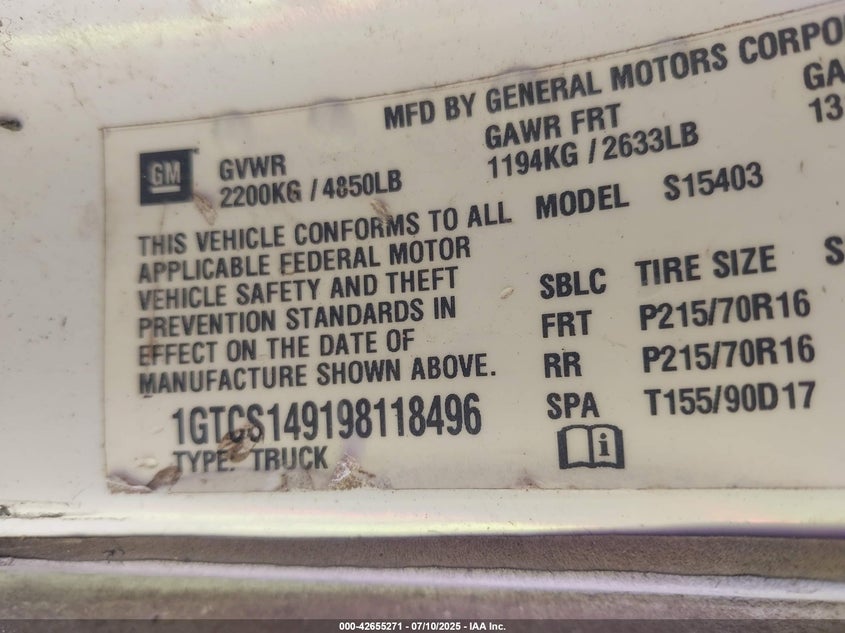 MFD BY GENERAL MOTORS CORPO
GM
GVWR
2200KG / 4850LB
GAWR FRT
1194KG / 2633LB
GA
13
MODEL S15403
THIS VEHICLE CONFORMS TO ALL
APPLICABLE FEDERAL MOTOR
VEHICLE SAFETY AND THEFT
PREVENTION STANDARDS IN
EFFECT ON THE DATE OF
MANUFACTURE SHOWN ABOVE.
1GTCS149198118496
TYPE: TRUCK
SBLC TIRE SIZE S
FRT P215/70R16
RR P215/70R16
SPA T155/90D17
i
000-42655271 - 07/10/2025 - IAA Inc.